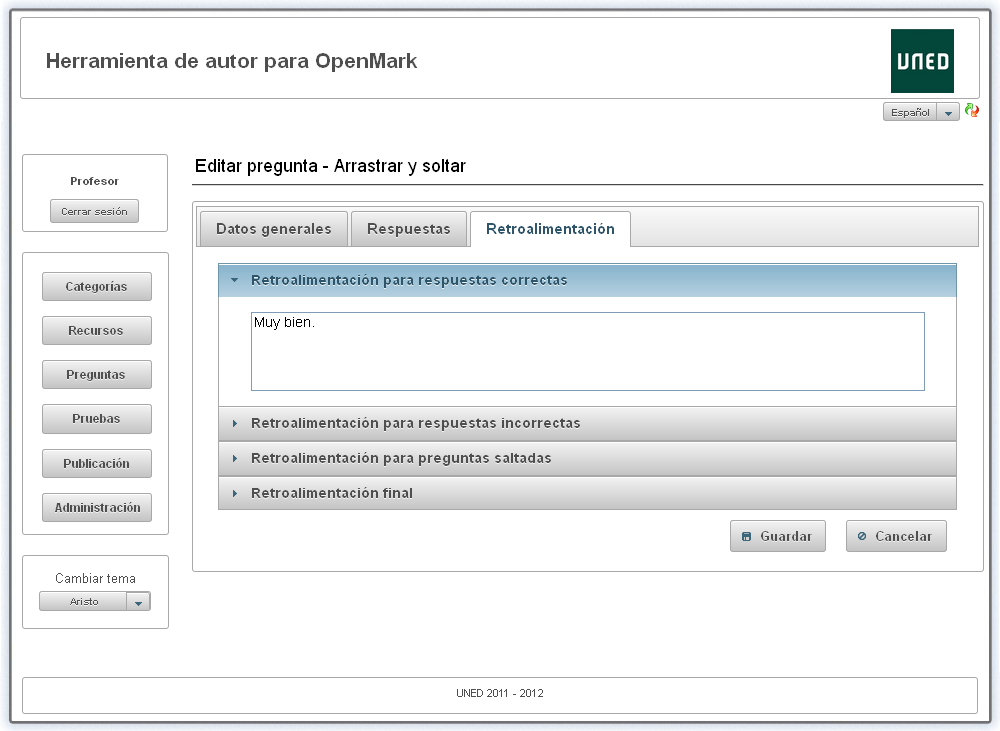 Herramienta de autor para OpenMark
UNED
Español
Profesor
Cerrar sesión
Categorías
Recursos
Preguntas
Pruebas
Publicación
Administración
Cambiar tema
Aristo
Editar pregunta - Arrastrar y soltar
Datos generales
Respuestas
Retroalimentación
Retroalimentación para respuestas correctas
Muy bien.
Retroalimentación para respuestas incorrectas
Retroalimentación para preguntas saltadas
Retroalimentación final
Guardar
Cancelar
UNED 2011 - 2012